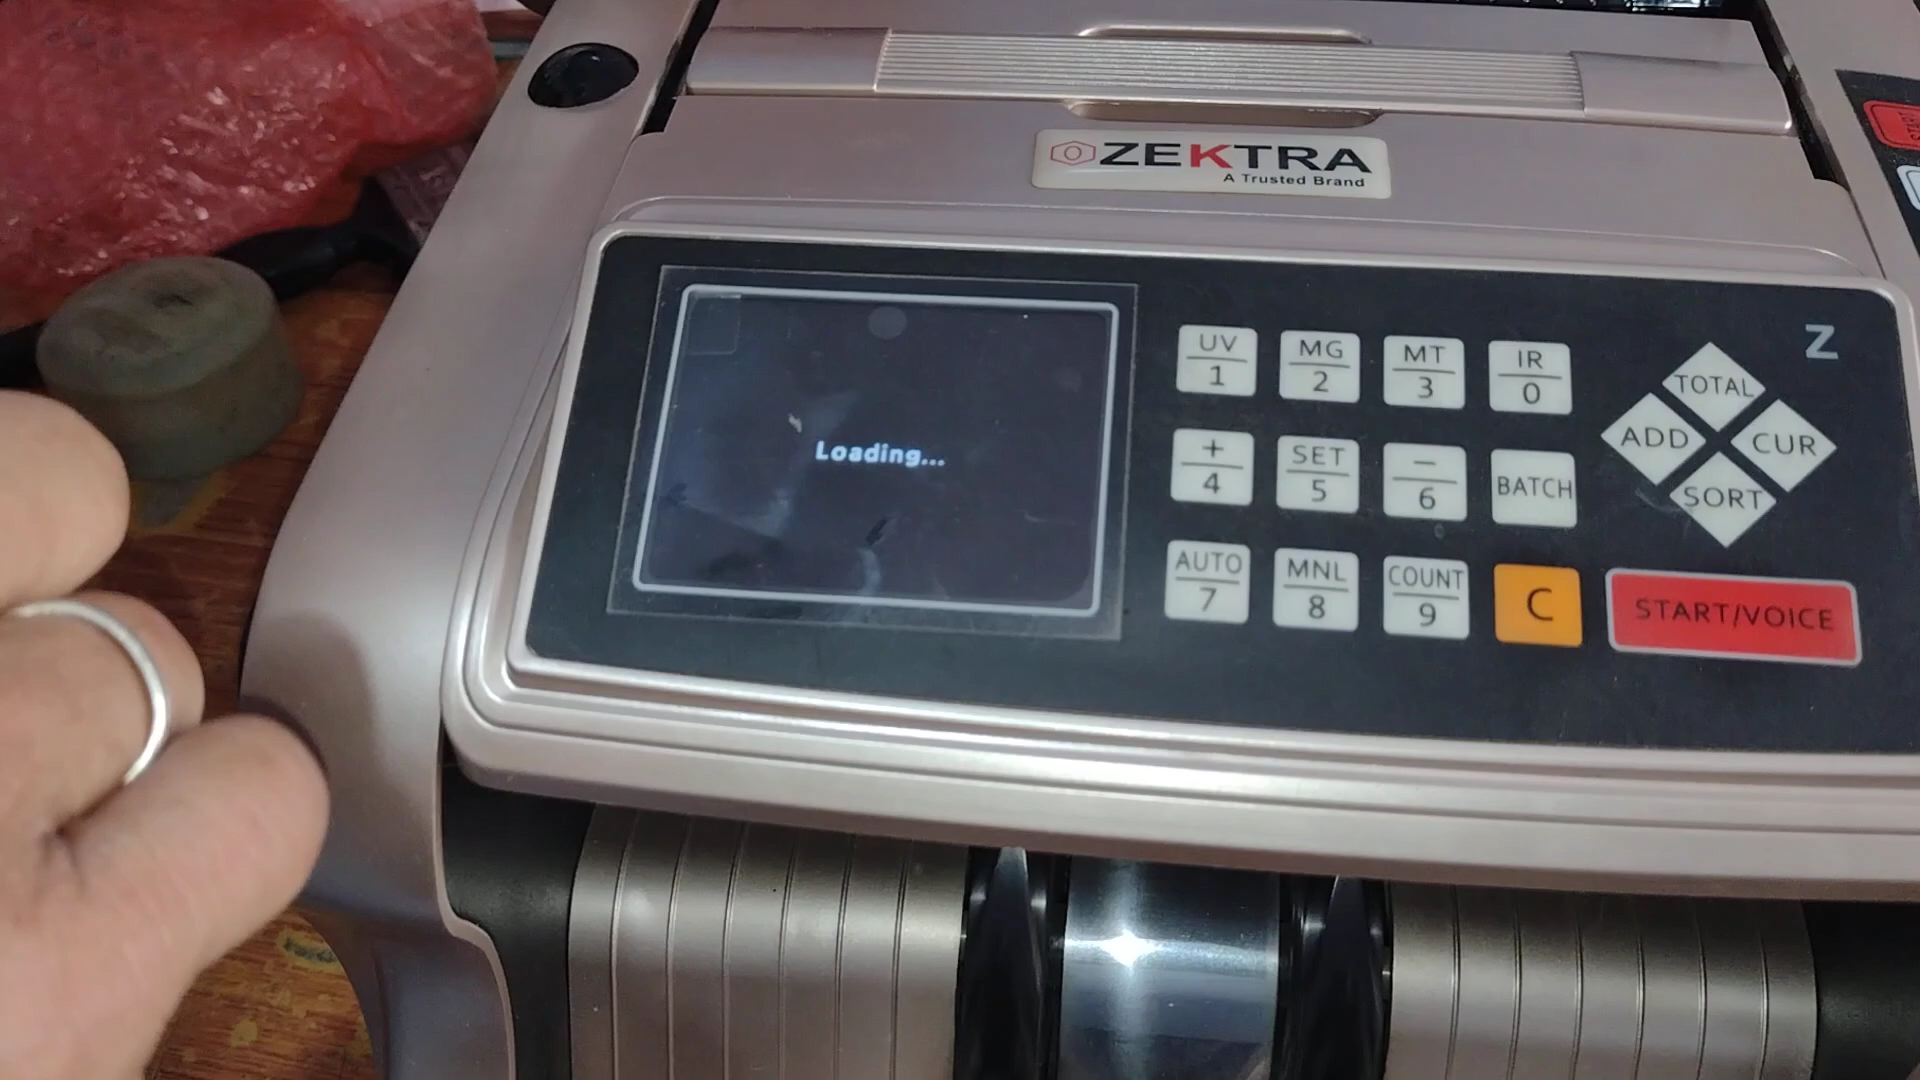 START
ZEKTRA
A Trusted Brand
Z
Loading...
UV
1
MG
2
MT
3
IR
0
+
4
SET
5
–
6
BATCH
AUTO
7
MNL
8
COUNT
9
C
TOTAL
ADD
CUR
SORT
START/VOICE